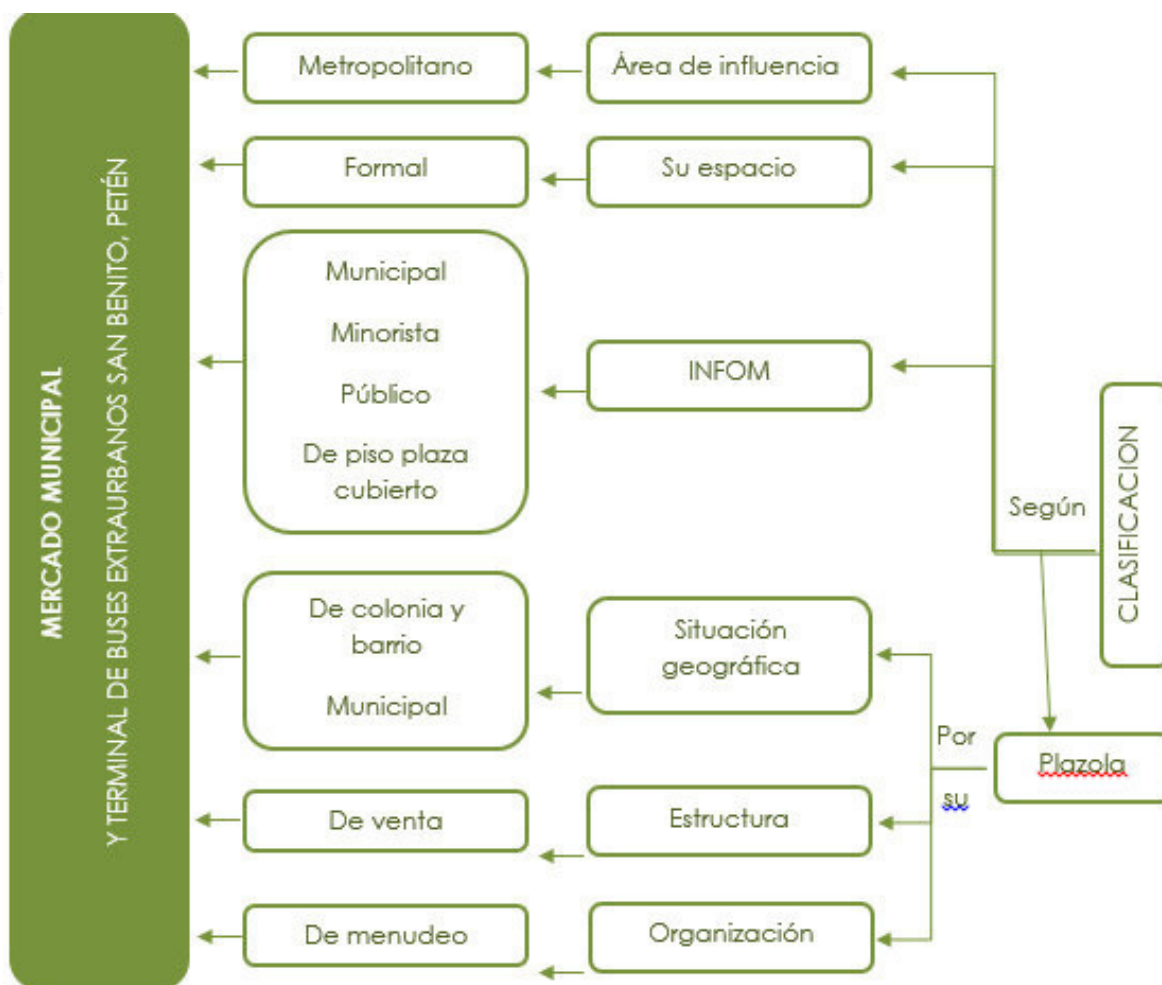 MERCADO MUNICIPAL
Y TERMINAL DE BUSES EXTRAURBANOS SAN BENITO, PETÉN
Metropolitano
Área de influencia
Formal
Su espacio
Municipal
Minorista
Público
De piso plaza
cubierto
INFOM
Según
CLASIFICACION
De colonia y
barrio
Municipal
Situación
geográfica
Por
su
Plazola
De venta
Estructura
De menudeo
Organización